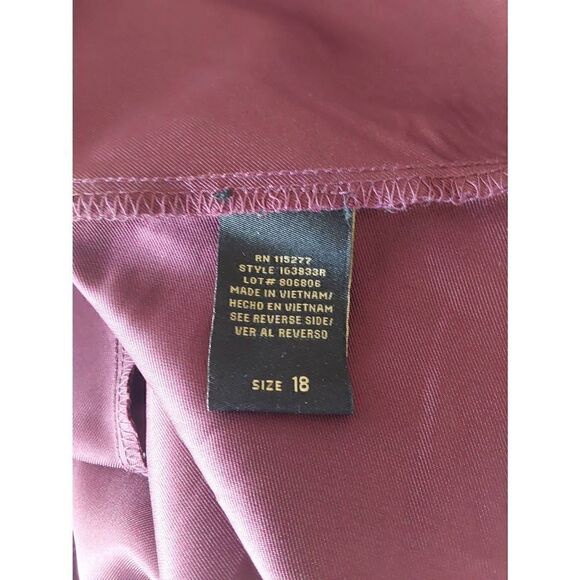 RN 115277
STYLE 163933R
LOT# 806806
MADE IN VIETNAM/
HECHO EN VIETNAM
SEE REVERSE SIDE/
VER AL REVERSO
SIZE 18